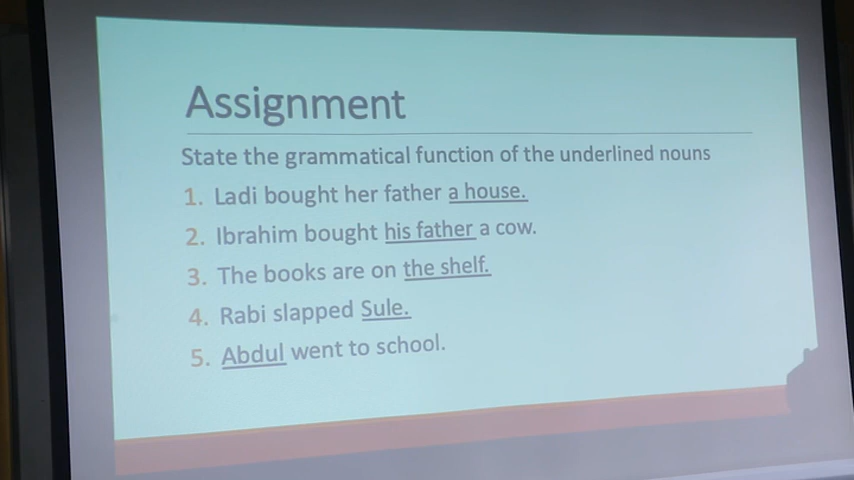 Assignment
State the grammatical function of the underlined nouns
1. Ladi bought her father a house.
2. Ibrahim bought his father a cow.
3. The books are on the shelf.
4. Rabi slapped Sule.
5. Abdul went to school.